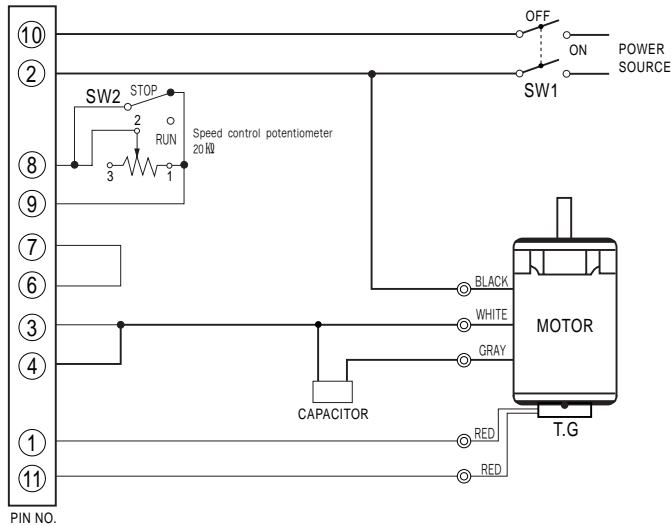 OFF
10
ON
POWER
SOURCE
2
SW1
STOP
SW2
2
RUN
Speed control potentiometer
20㏀
8
3
1
9
7
6
BLACK
WHITE
3
MOTOR
GRAY
4
CAPACITOR
T.G
RED
1
RED
11
PIN NO.